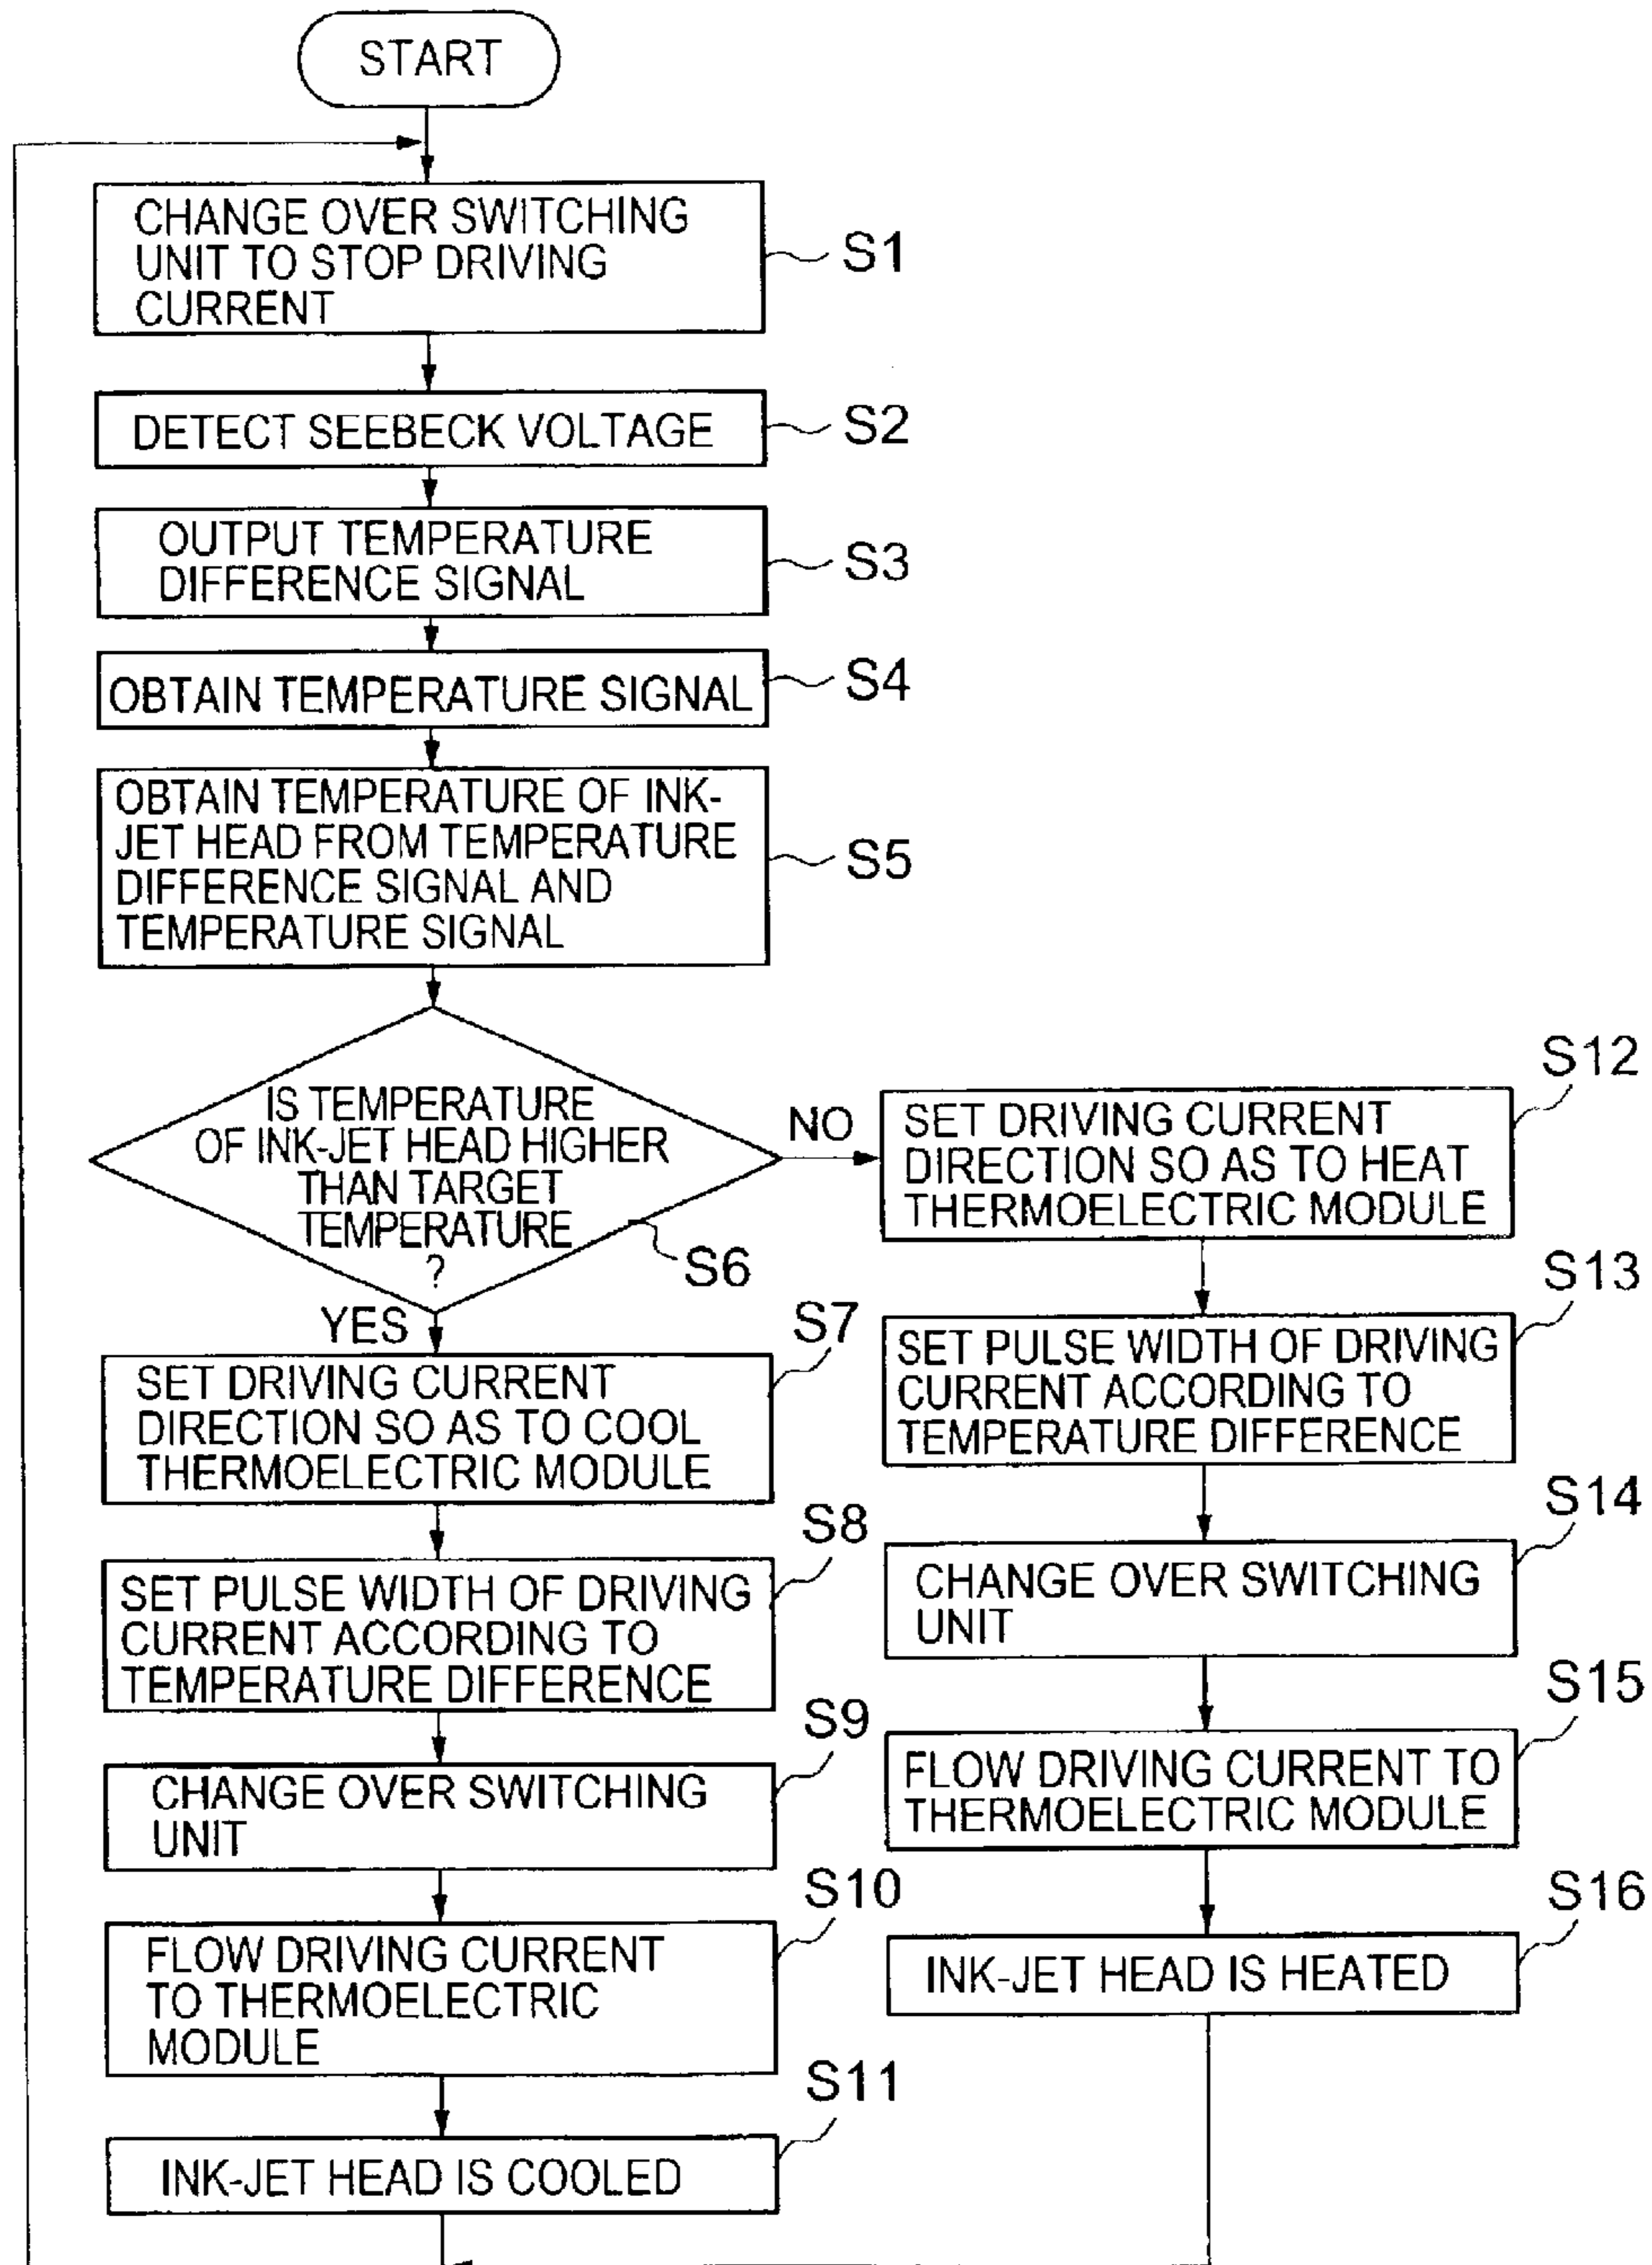 START
CHANGE OVER SWITCHING
UNIT TO STOP DRIVING
CURRENT
S1
DETECT SEEBECK VOLTAGE
S2
OUTPUT TEMPERATURE
DIFFERENCE SIGNAL
S3
OBTAIN TEMPERATURE SIGNAL
S4
OBTAIN TEMPERATURE OF INK-
JET HEAD FROM TEMPERATURE
DIFFERENCE SIGNAL AND
TEMPERATURE SIGNAL
S5
IS TEMPERATURE
OF INK-JET HEAD HIGHER
THAN TARGET
TEMPERATURE
?
S6
YES
S7
SET DRIVING CURRENT
DIRECTION SO AS TO COOL
THERMOELECTRIC MODULE
S8
SET PULSE WIDTH OF DRIVING
CURRENT ACCORDING TO
TEMPERATURE DIFFERENCE
S9
CHANGE OVER SWITCHING
UNIT
S10
FLOW DRIVING CURRENT
TO THERMOELECTRIC
MODULE
S11
INK-JET HEAD IS COOLED
NO
S12
SET DRIVING CURRENT
DIRECTION SO AS TO HEAT
THERMOELECTRIC MODULE
S13
SET PULSE WIDTH OF DRIVING
CURRENT ACCORDING TO
TEMPERATURE DIFFERENCE
S14
CHANGE OVER SWITCHING
UNIT
S15
FLOW DRIVING CURRENT TO
THERMOELECTRIC MODULE
S16
INK-JET HEAD IS HEATED